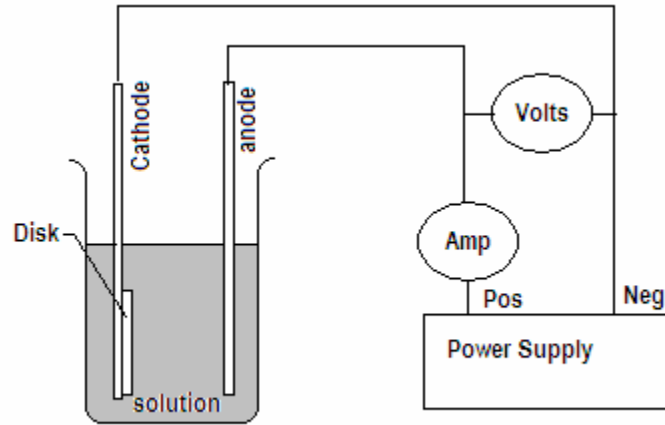 Cathode
anode
Volts
Disk
Amp
Pos
Neg
Power Supply
solution